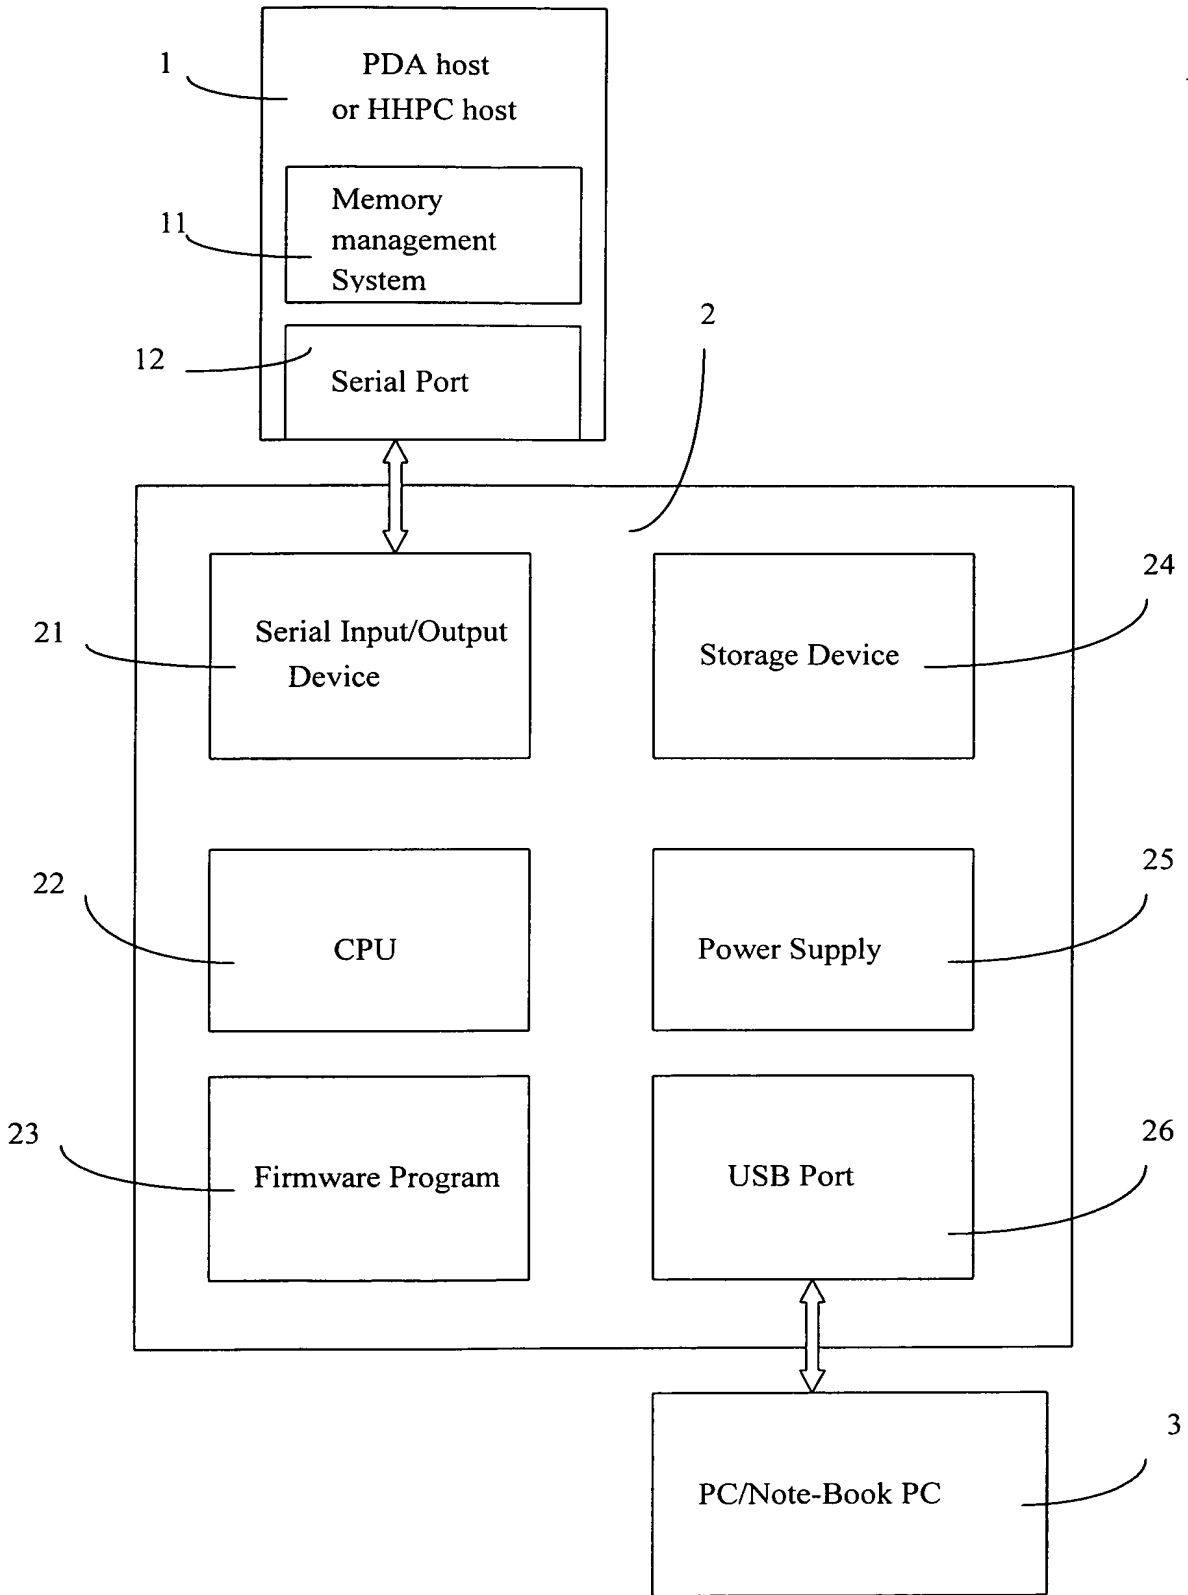 1
PDA host
or HHPC host
11
Memory
management
System
12
Serial Port
2
21
Serial Input/Output
Device
24
Storage Device
22
CPU
25
Power Supply
23
Firmware Program
26
USB Port
3
PC/Note-Book PC